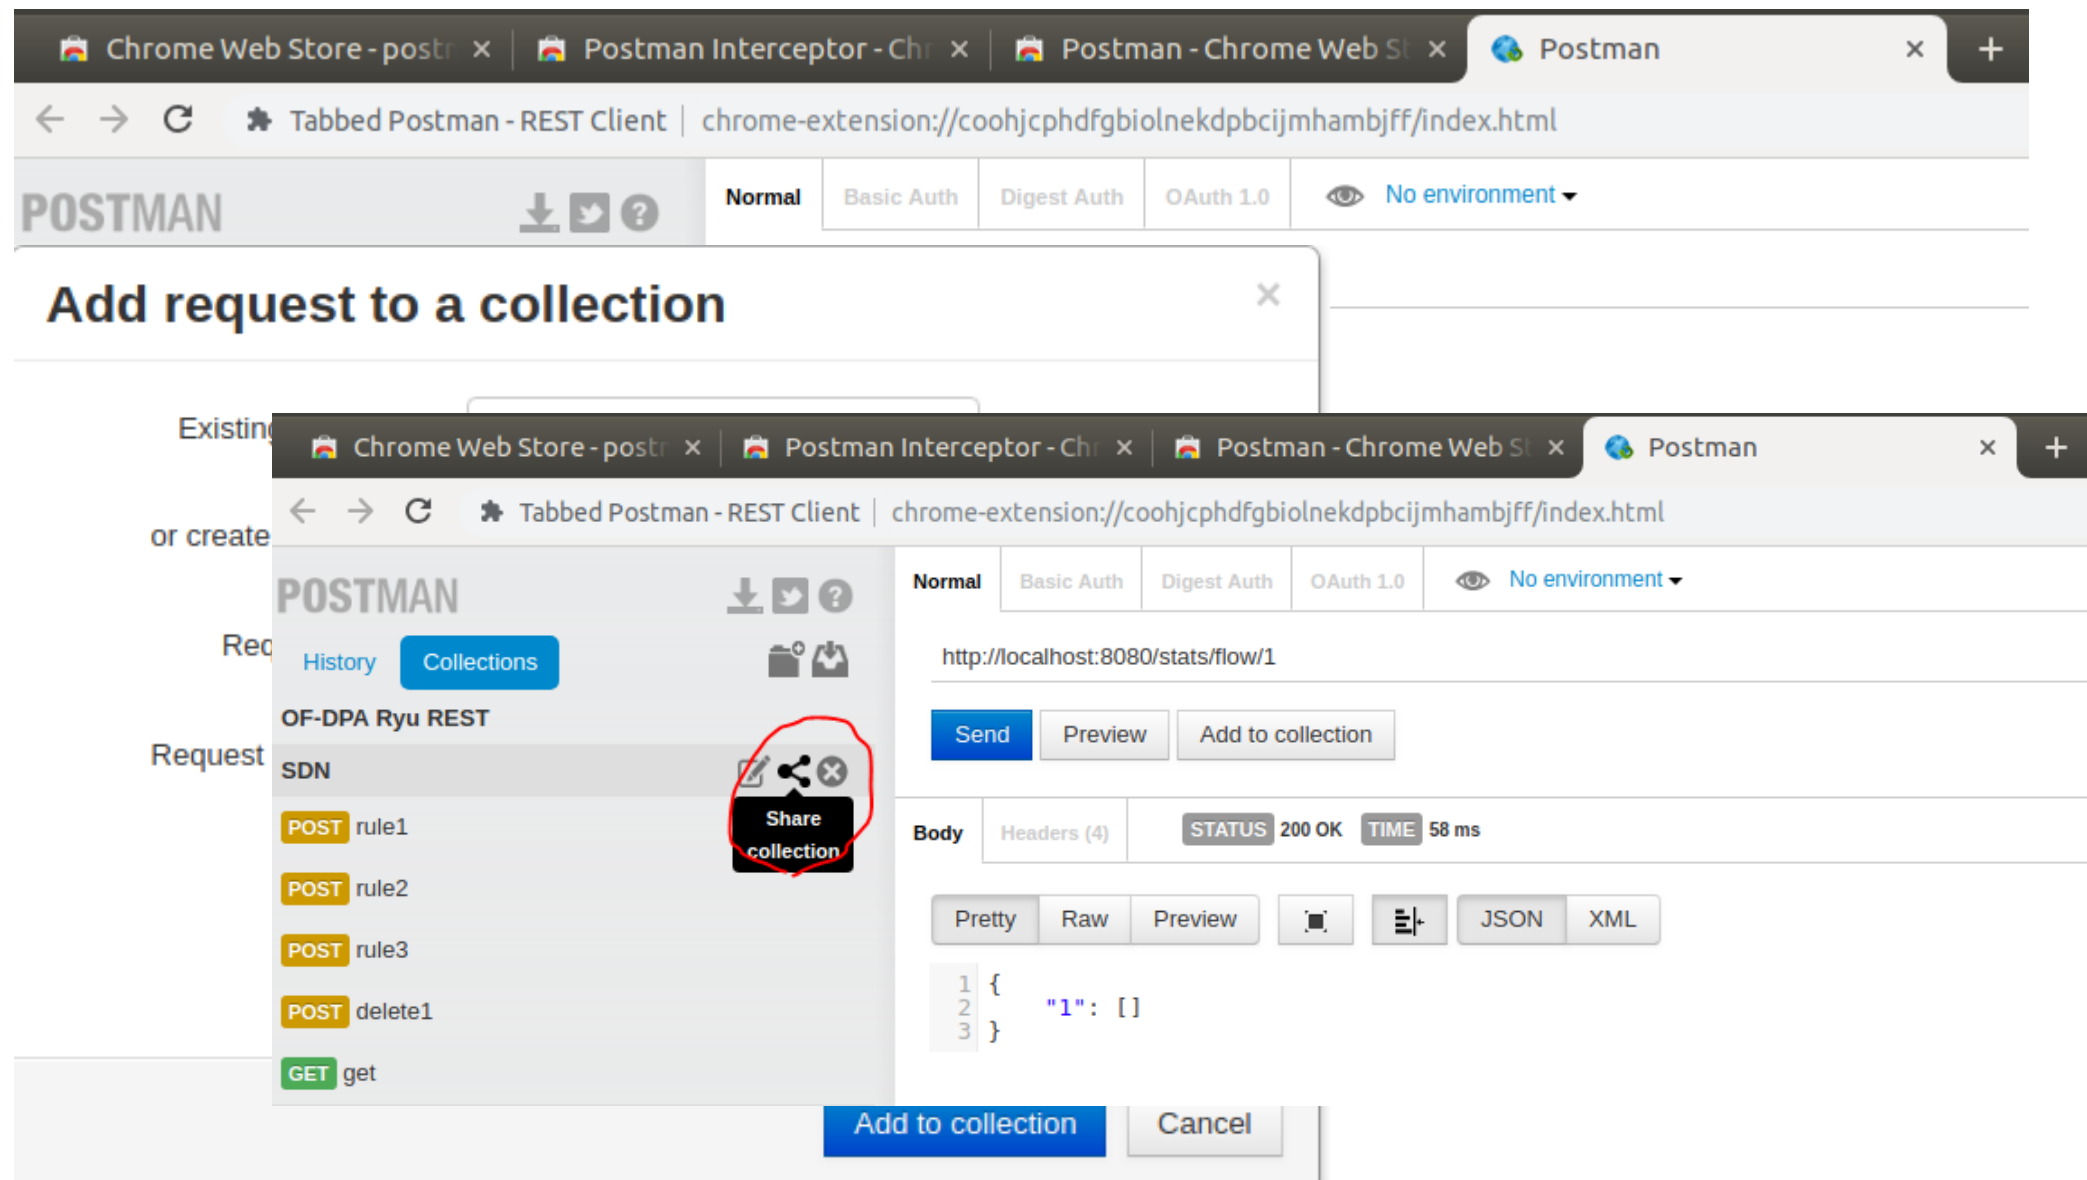 Chrome Web Store - post
Postman Interceptor - Ch
Postman - Chrome Web St
Postman
Tabbed Postman - REST Client
chrome-extension://coohjcphdfgbiolnekdpbcijmhambjff/index.html
POSTMAN
Normal
Basic Auth
Digest Auth
OAuth 1.0
No environment
Add request to a collection
Existing
or create
Req
Request
Chrome Web Store - post
Postman Interceptor - Ch
Postman - Chrome Web St
Postman
Tabbed Postman - REST Client
chrome-extension://coohjcphdfgbiolnekdpbcijmhambjff/index.html
POSTMAN
Normal
Basic Auth
Digest Auth
OAuth 1.0
No environment
History
Collections
http://localhost:8080/stats/flow/1
OF-DPA Ryu REST
Send
Preview
Add to collection
SDN
Share
collection
POST rule1
POST rule2
POST rule3
POST delete1
GET get
Body
Headers (4)
STATUS 200 OK TIME 58 ms
Pretty
Raw
Preview
JSON
XML
1 {
2 "1": []
3 }
Add to collection
Cancel